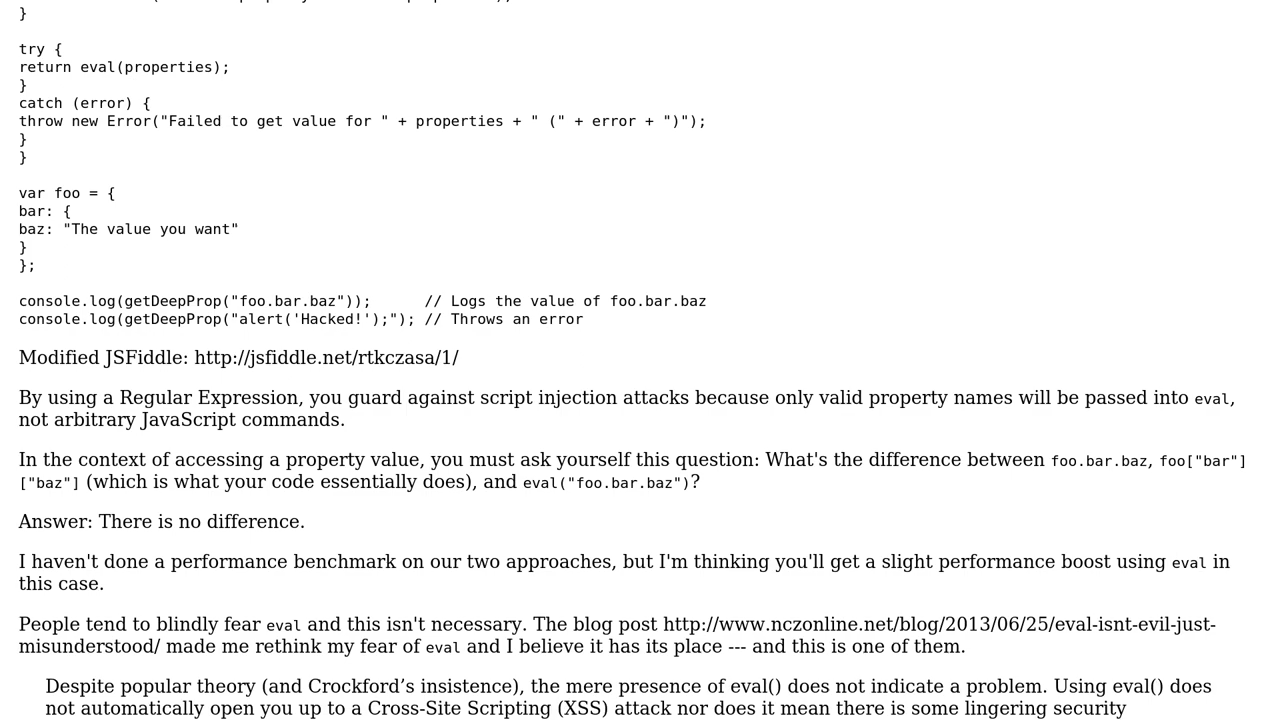 }
try {
return eval(properties);
}
catch (error) {
throw new Error("Failed to get value for " + properties + " (" + error + ")");
}
}
var foo = {
bar: {
baz: "The value you want"
}
};
console.log(getDeepProp("foo.bar.baz"));      // Logs the value of foo.bar.baz
console.log(getDeepProp("alert('Hacked!');")); // Throws an error
Modified JSFiddle: http://jsfiddle.net/rtkczasa/1/
By using a Regular Expression, you guard against script injection attacks because only valid property names will be passed into eval,
not arbitrary JavaScript commands.
In the context of accessing a property value, you must ask yourself this question: What's the difference between foo.bar.baz, foo["bar"]
["baz"] (which is what your code essentially does), and eval("foo.bar.baz")?
Answer: There is no difference.
I haven't done a performance benchmark on our two approaches, but I'm thinking you'll get a slight performance boost using eval in
this case.
People tend to blindly fear eval and this isn't necessary. The blog post http://www.nczonline.net/blog/2013/06/25/eval-isnt-evil-just-
misunderstood/ made me rethink my fear of eval and I believe it has its place --- and this is one of them.
Despite popular theory (and Crockford’s insistence), the mere presence of eval() does not indicate a problem. Using eval() does
not automatically open you up to a Cross-Site Scripting (XSS) attack nor does it mean there is some lingering security